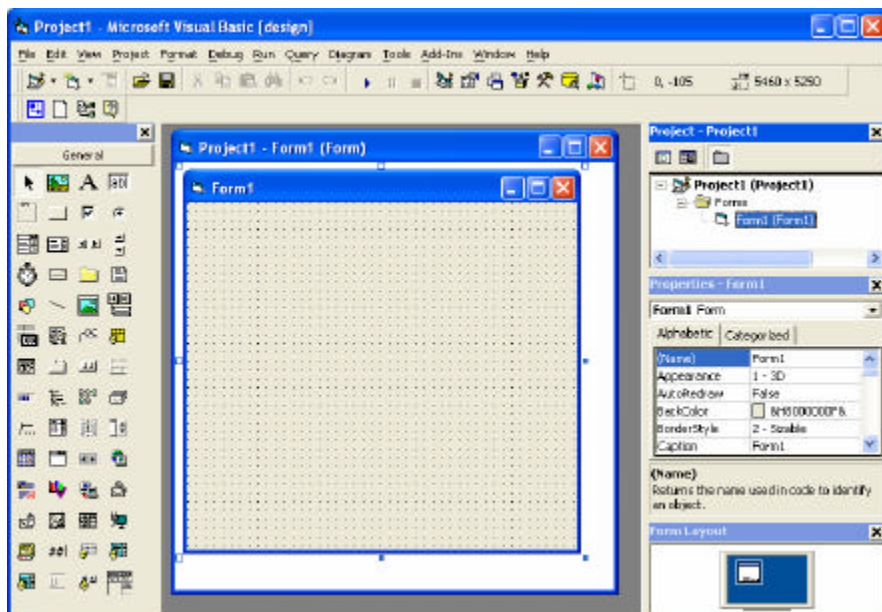 Project1 - Microsoft Visual Basic [design]
File Edit View Project Format Debug Run Query Diagram Tools Add-Ins Window Help
0, -105 5460 x 5250
General
Project1 - Form1 (Form)
Form1
Project - Project1
Project1 (Project1)
Forms
Form1 (Form1)
Properties - Form1
Form1 Form
Alphabetic Categorized
(Name) Form1
Appearance 1 - 3D
AutoRedraw False
BackColor &H8000000F&
BorderStyle 2 - Sizable
Caption Form1
(Name)
Returns the name used in code to identify
an object.
Form Layout